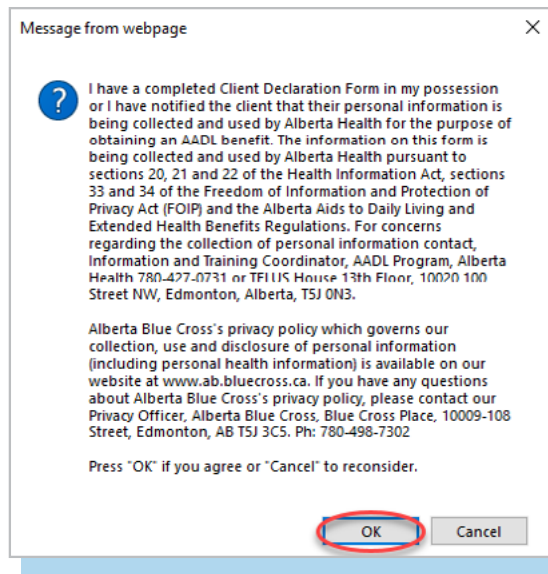 Message from webpage
I have a completed Client Declaration Form in my possession
or I have notified the client that their personal information is
being collected and used by Alberta Health for the purpose of
obtaining an AADL benefit. The information on this form is
being collected and used by Alberta Health pursuant to
sections 20, 21 and 22 of the Health Information Act, sections
33 and 34 of the Freedom of Information and Protection of
Privacy Act (FOIP) and the Alberta Aids to Daily Living and
Extended Health Benefits Regulations. For concerns
regarding the collection of personal information contact,
Information and Training Coordinator, AADL Program, Alberta
Health 780-427-0731 or TELUS House 13th Floor, 10020 100
Street NW, Edmonton, Alberta, T5J 0N3.
Alberta Blue Cross's privacy policy which governs our
collection, use and disclosure of personal information
(including personal health information) is available on our
website at www.ab.bluecross.ca. If you have any questions
about Alberta Blue Cross's privacy policy, please contact our
Privacy Officer, Alberta Blue Cross, Blue Cross Place, 10009-108
Street, Edmonton, AB T5J 3C5. Ph: 780-498-7302
Press "OK" if you agree or "Cancel" to reconsider.
OK Cancel